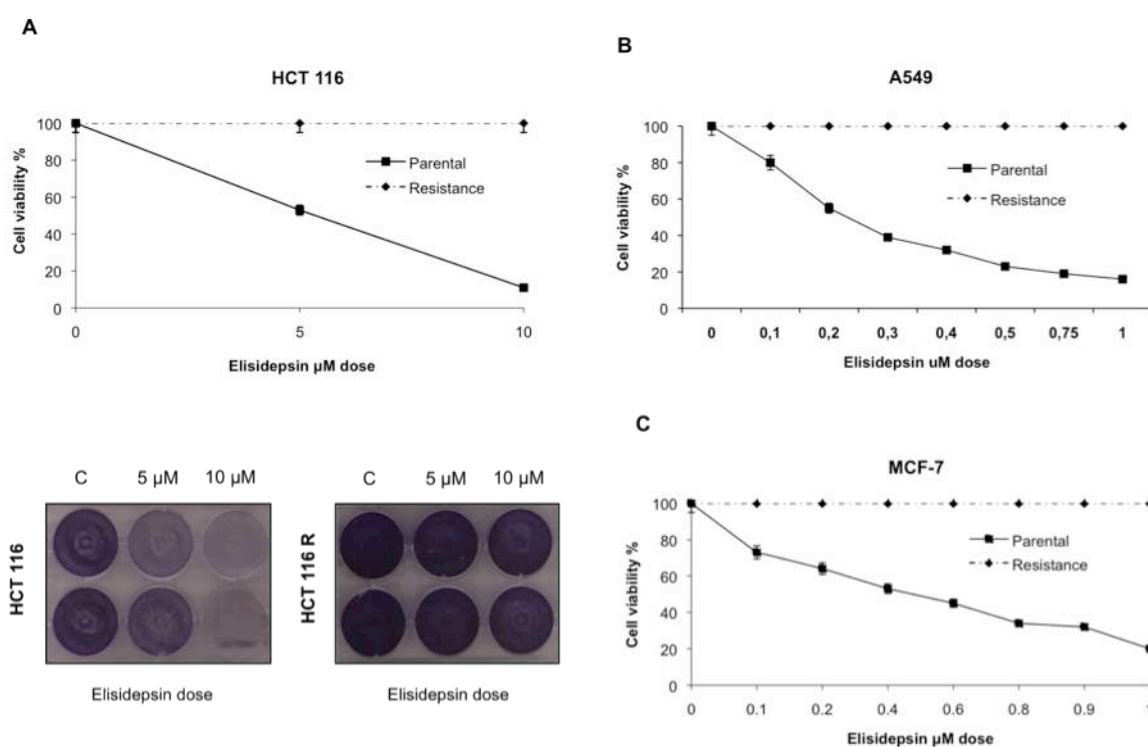 A
HCT 116
Cell viability %
100
80
60
40
20
0
Parental
Resistance
0 5 10
Elisidepsin µM dose
C 5 µM 10 µM
HCT 116
Elisidepsin dose
C 5 µM 10 µM
HCT 116 R
Elisidepsin dose
B
A549
Cell viability %
100
80
60
40
20
0
Parental
Resistance
0 0,1 0,2 0,3 0,4 0,5 0,75 1
Elisidepsin uM dose
C
MCF-7
Cell viability %
100
80
60
40
20
0
Parental
Resistance
0 0.1 0.2 0.4 0.6 0.8 0.9
Elisidepsin µM dose